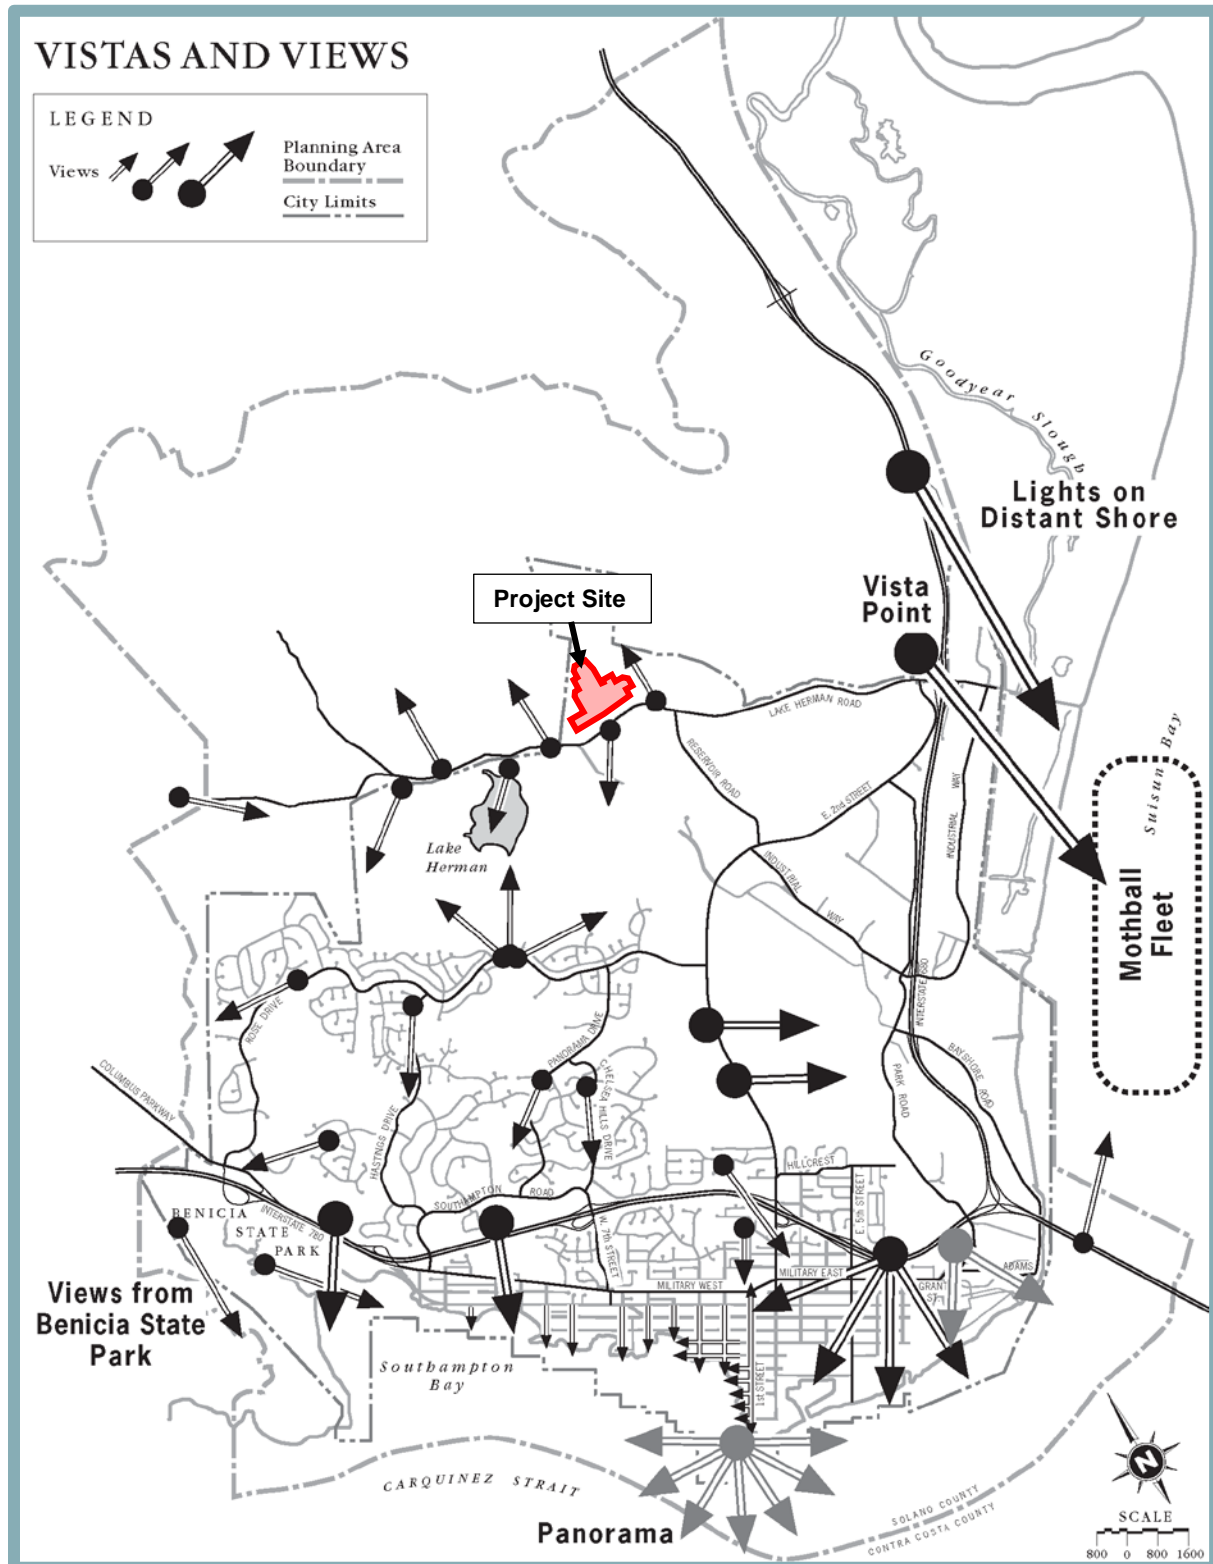 VISTAS AND VIEWS
LEGEND
Views
Planning Area
Boundary
City Limits
Goodyear Slough
Lights on
Distant Shore
Vista
Point
Project Site
LAKE HERMAN ROAD
RESERVOIR ROAD
E. 2nd STREET
INDUSTRIAL WAY
INDUSTRIAL
WAY
Suisun Bay
Mothball
Fleet
Lake
Herman
INTERSTATE 680
BAYSHORE ROAD
PARK ROAD
ROSE DRIVE
PANORAMA DRIVE
CHELSEA HILLS DRIVE
HASTINGS DRIVE
COLUMBUS PARKWAY
HILLCREST
E. 5th STREET
SOUTHAMPTON ROAD
W. 7th STREET
INTERSTATE 780
BENICIA
STATE
PARK
MILITARY WEST
MILITARY EAST
GRANT
ST.
ADAMS
Views from
Benicia State
Park
Southampton
Bay
1st STREET
CARQUINEZ STRAIT
Panorama
SOLANO COUNTY
CONTRA COSTA COUNTY
N
SCALE
800 0 800 1600